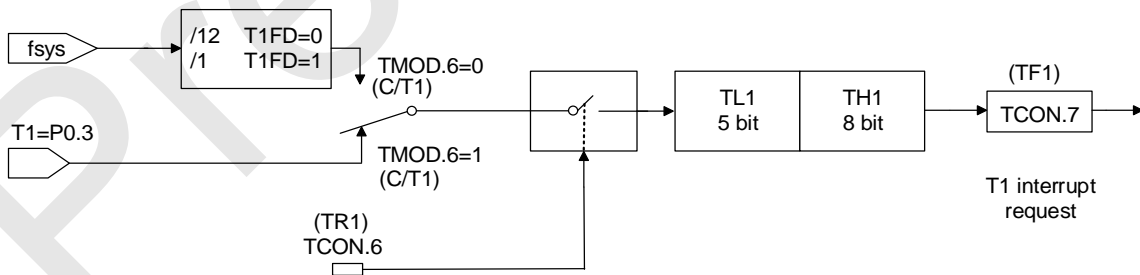 fsys
/12 T1FD=0
/1 T1FD=1
TMOD.6=0
(C/T1)
T1=P0.3
TMOD.6=1
(C/T1)
(TR1)
TCON.6
TL1
5 bit
TH1
8 bit
(TF1)
TCON.7
T1 interrupt
request
Pre